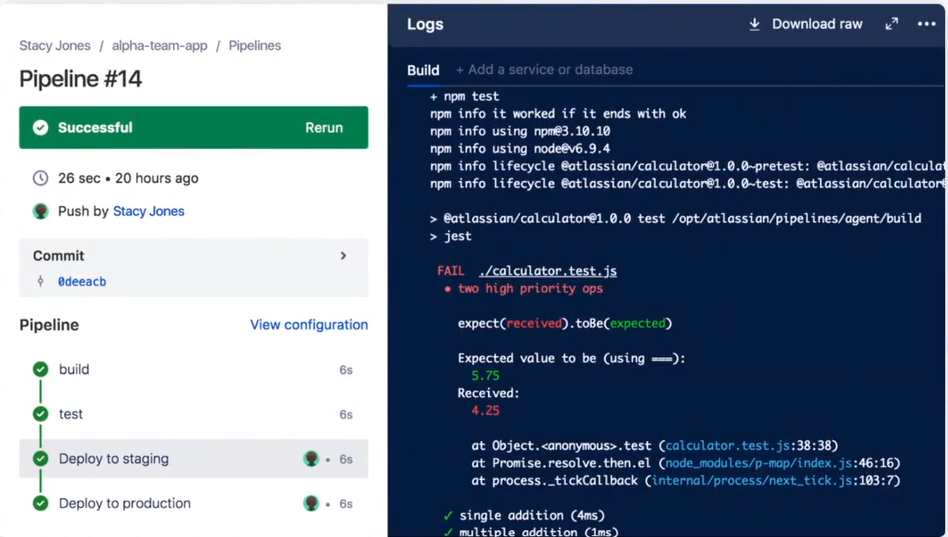 Stacy Jones / alpha-team-app / Pipelines
Pipeline #14
Successful Rerun
26 sec • 20 hours ago
Push by Stacy Jones
Commit
0deeacb
Pipeline View configuration
build 6s
test 6s
Deploy to staging • 6s
Deploy to production • 6s
Logs Download raw
Build + Add a service or database
+ npm test
npm info it worked if it ends with ok
npm info using npm@3.10.10
npm info using node@v6.9.4
npm info lifecycle @atlassian/calculator@1.0.0~pretest: @atlassian/calcula
npm info lifecycle @atlassian/calculator@1.0.0~test: @atlassian/calculator@
> @atlassian/calculator@1.0.0 test /opt/atlassian/pipelines/agent/build
> jest
FAIL ./calculator.test.js
• two high priority ops
expect(received).toBe(expected)
Expected value to be (using ===):
5.75
Received:
4.25
at Object.<anonymous>.test (calculator.test.js:38:38)
at Promise.resolve.then.el (node_modules/p-map/index.js:46:16)
at process._tickCallback (internal/process/next_tick.js:103:7)
✓ single addition (4ms)
✓ multiple addition (1ms)